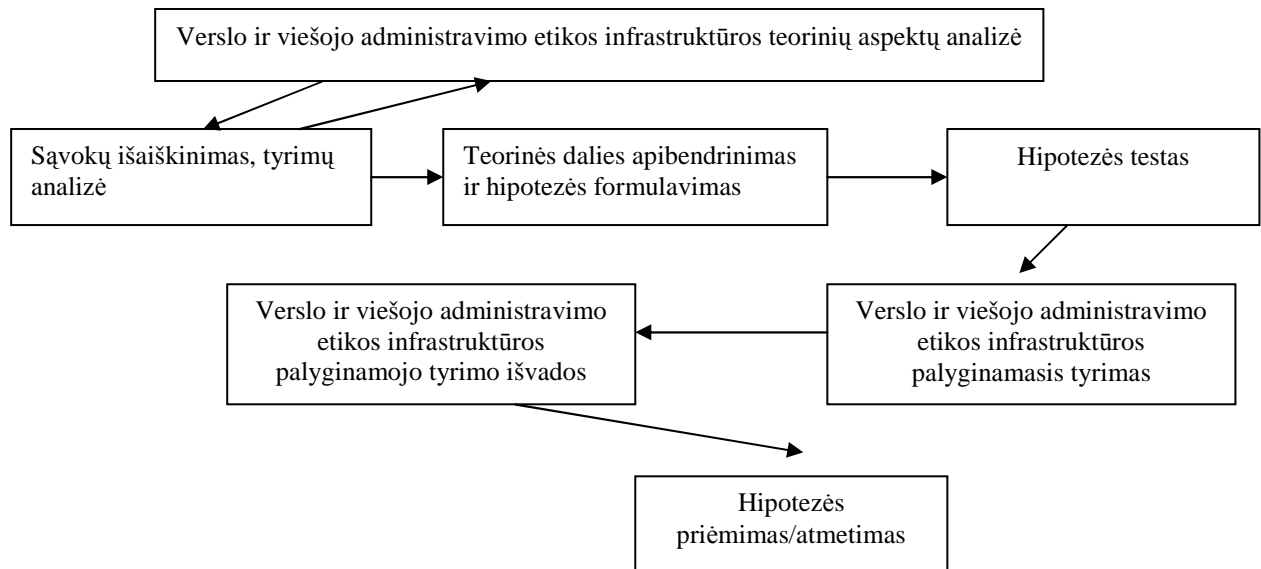 Verslo ir viešojo administravimo etikos infrastruktūros teorinių aspektų analizė
Sąvokų išaiškinimas, tyrimų
analizė
Teorinės dalies apibendrinimas
ir hipotezės formulavimas
Hipotezės testas
Verslo ir viešojo administravimo
etikos infrastruktūros
palyginamojo tyrimo išvados
Verslo ir viešojo administravimo
etikos infrastruktūros
palyginamasis tyrimas
Hipotezės
priėmimas/atmetimas